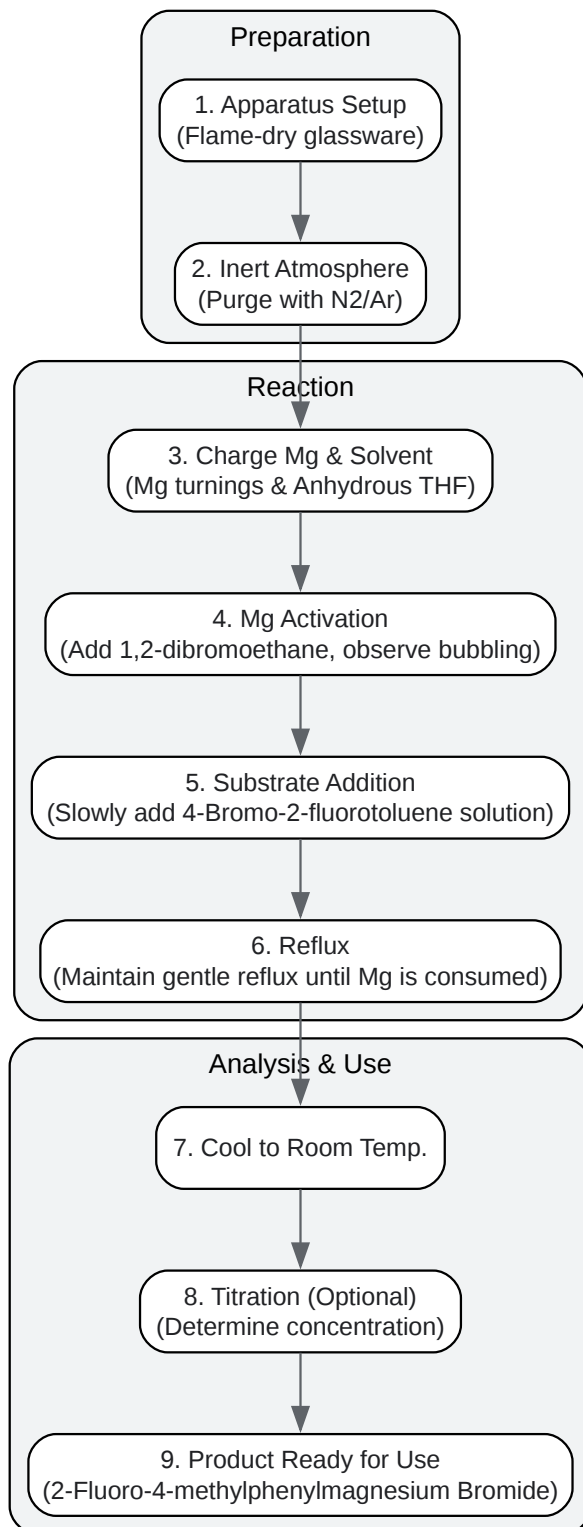 Preparation
1. Apparatus Setup
(Flame-dry glassware)
2. Inert Atmosphere
(Purge with N2/Ar)
Reaction
3. Charge Mg & Solvent
(Mg turnings & Anhydrous THF)
4. Mg Activation
(Add 1,2-dibromoethane, observe bubbling)
5. Substrate Addition
(Slowly add 4-Bromo-2-fluorotoluene solution)
6. Reflux
(Maintain gentle reflux until Mg is consumed)
Analysis & Use
7. Cool to Room Temp.
8. Titration (Optional)
(Determine concentration)
9. Product Ready for Use
(2-Fluoro-4-methylphenylmagnesium Bromide)